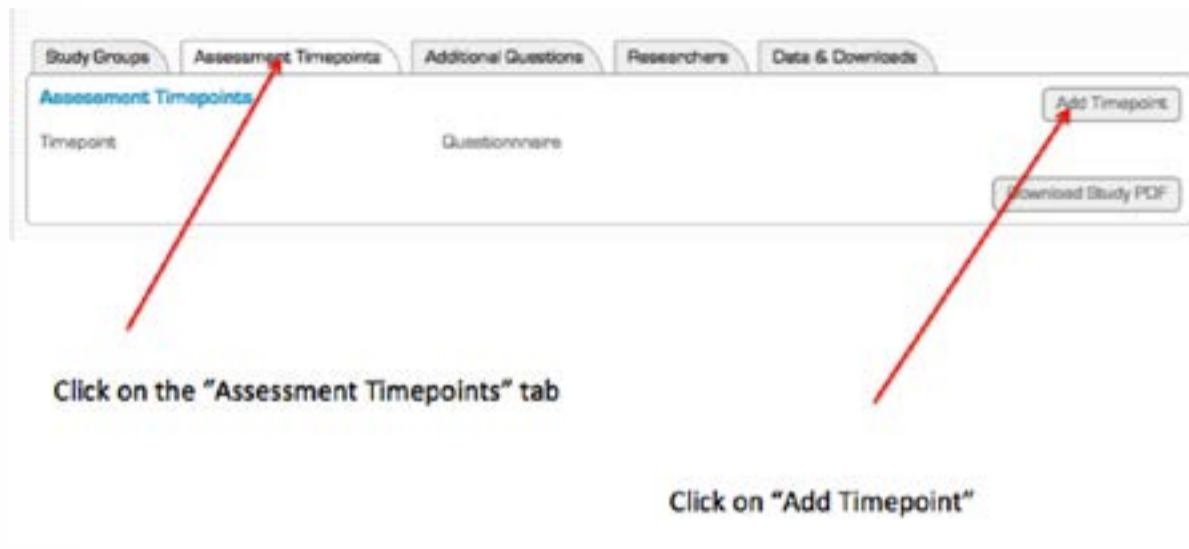 Study Groups Assessment Timepoints Additional Questions Researchers Data & Downloads
Assessment Timepoints Add Timepoint
Timepoint Questionnnaire
Download Study PDF
Click on the "Assessment Timepoints" tab
Click on "Add Timepoint"